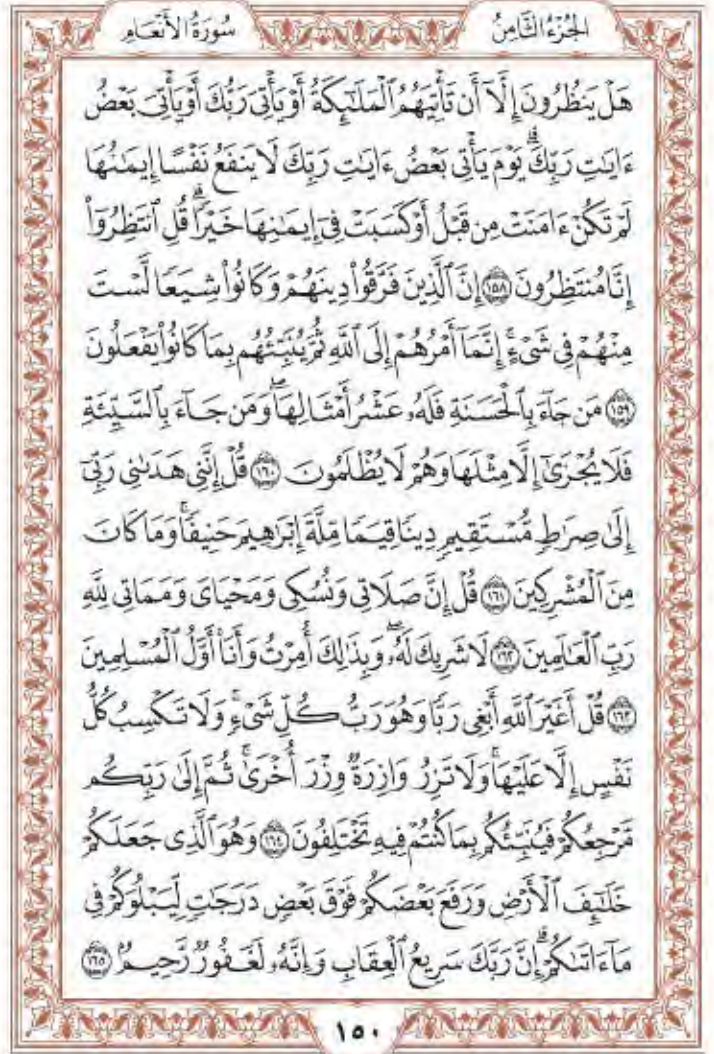 الجُزْءُ الثَّامِنُ
سُورَةُ الأَنْعَامِ
هَلْ يَنظُرُونَ إِلَّآ أَن تَأْتِيَهُمُ ٱلْمَلَٰٓئِكَةُ أَوْ يَأْتِىَ رَبُّكَ أَوْ يَأْتِىَ بَعْضُ
ءَايَٰتِ رَبِّكَۗ يَوْمَ يَأْتِى بَعْضُ ءَايَٰتِ رَبِّكَ لَا يَنفَعُ نَفْسًا إِيمَٰنُهَا
لَمْ تَكُنْ ءَامَنَتْ مِن قَبْلُ أَوْ كَسَبَتْ فِىٓ إِيمَٰنِهَا خَيْرًاۗ قُلِ ٱنتَظِرُوٓا۟
إِنَّا مُنتَظِرُونَ ﴿١٥٨﴾ إِنَّ ٱلَّذِينَ فَرَّقُوا۟ دِينَهُمْ وَكَانُوا۟ شِيَعًا لَّسْتَ
مِنْهُمْ فِى شَىْءٍۚ إِنَّمَآ أَمْرُهُمْ إِلَى ٱللَّهِ ثُمَّ يُنَبِّئُهُم بِمَا كَانُوا۟ يَفْعَلُونَ
﴿١٥٩﴾ مَن جَآءَ بِٱلْحَسَنَةِ فَلَهُۥ عَشْرُ أَمْثَالِهَاۖ وَمَن جَآءَ بِٱلسَّيِّئَةِ
فَلَا يُجْزَىٰٓ إِلَّا مِثْلَهَا وَهُمْ لَا يُظْلَمُونَ ﴿١٦٠﴾ قُلْ إِنَّنِى هَدَىٰنِى رَبِّىٓ
إِلَىٰ صِرَٰطٍ مُّسْتَقِيمٍ دِينًا قِيَمًا مِّلَّةَ إِبْرَٰهِيمَ حَنِيفًاۚ وَمَا كَانَ
مِنَ ٱلْمُشْرِكِينَ ﴿١٦١﴾ قُلْ إِنَّ صَلَاتِى وَنُسُكِى وَمَحْيَاىَ وَمَمَاتِى لِلَّهِ
رَبِّ ٱلْعَٰلَمِينَ ﴿١٦٢﴾ لَا شَرِيكَ لَهُۥۖ وَبِذَٰلِكَ أُمِرْتُ وَأَنَا۠ أَوَّلُ ٱلْمُسْلِمِينَ
﴿١٦٣﴾ قُلْ أَغَيْرَ ٱللَّهِ أَبْغِى رَبًّا وَهُوَ رَبُّ كُلِّ شَىْءٍۚ وَلَا تَكْسِبُ كُلُّ
نَفْسٍ إِلَّا عَلَيْهَاۚ وَلَا تَزِرُ وَازِرَةٌ وِزْرَ أُخْرَىٰۚ ثُمَّ إِلَىٰ رَبِّكُم
مَّرْجِعُكُمْ فَيُنَبِّئُكُم بِمَا كُنتُمْ فِيهِ تَخْتَلِفُونَ ﴿١٦٤﴾ وَهُوَ ٱلَّذِى جَعَلَكُمْ
خَلَٰٓئِفَ ٱلْأَرْضِ وَرَفَعَ بَعْضَكُمْ فَوْقَ بَعْضٍ دَرَجَٰتٍ لِّيَبْلُوَكُمْ فِى
مَآ ءَاتَىٰكُمْۗ إِنَّ رَبَّكَ سَرِيعُ ٱلْعِقَابِ وَإِنَّهُۥ لَغَفُورٌ رَّحِيمٌۢ ﴿١٦٥﴾
١٥٠